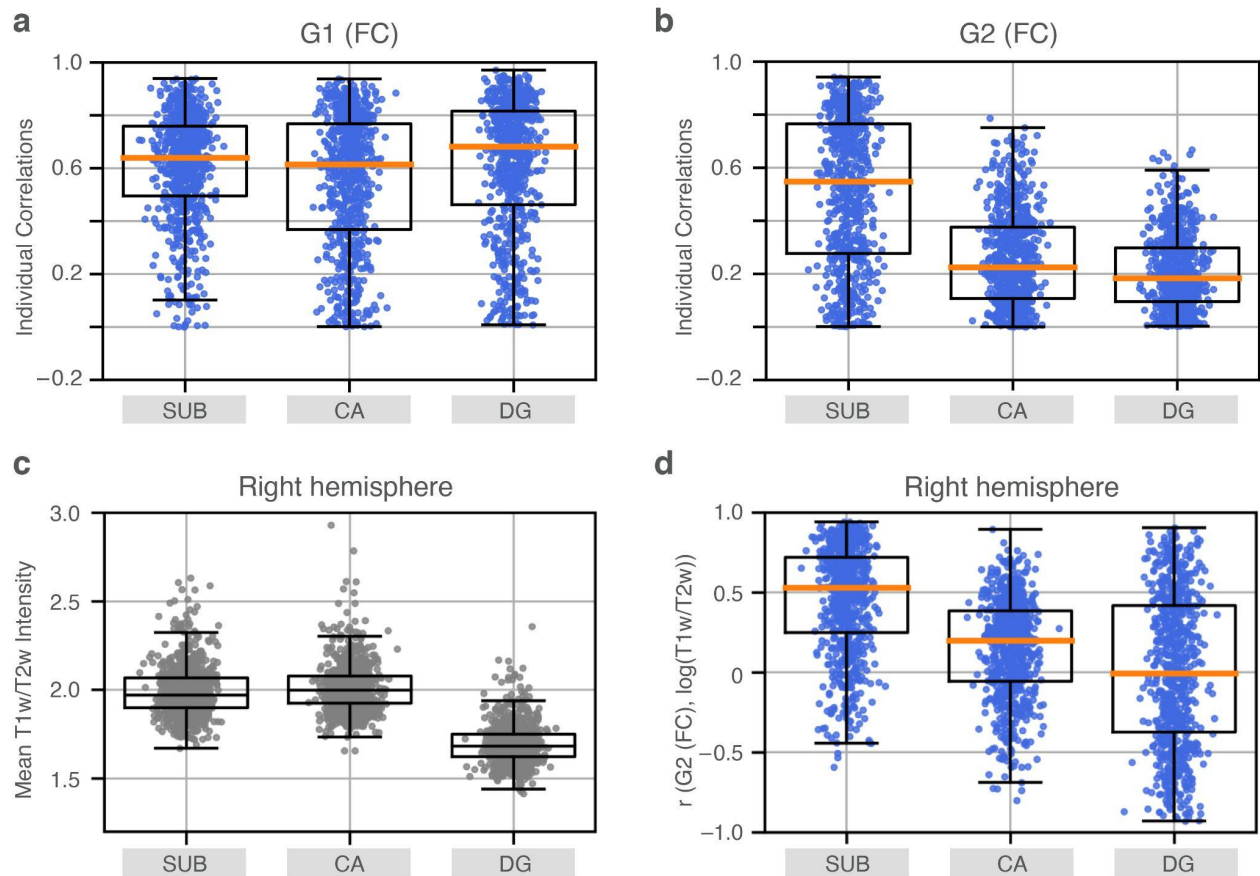 a
G1 (FC)
Individual Correlations
1.0
0.6
0.2
−0.2
SUB CA DG
b
G2 (FC)
Individual Correlations
1.0
0.6
0.2
−0.2
SUB CA DG
c
Right hemisphere
Mean T1w/T2w Intensity
3.0
2.5
2.0
1.5
SUB CA DG
d
Right hemisphere
r (G2 (FC), log(T1w/T2w))
1.0
0.5
0
−0.5
−1.0
SUB CA DG